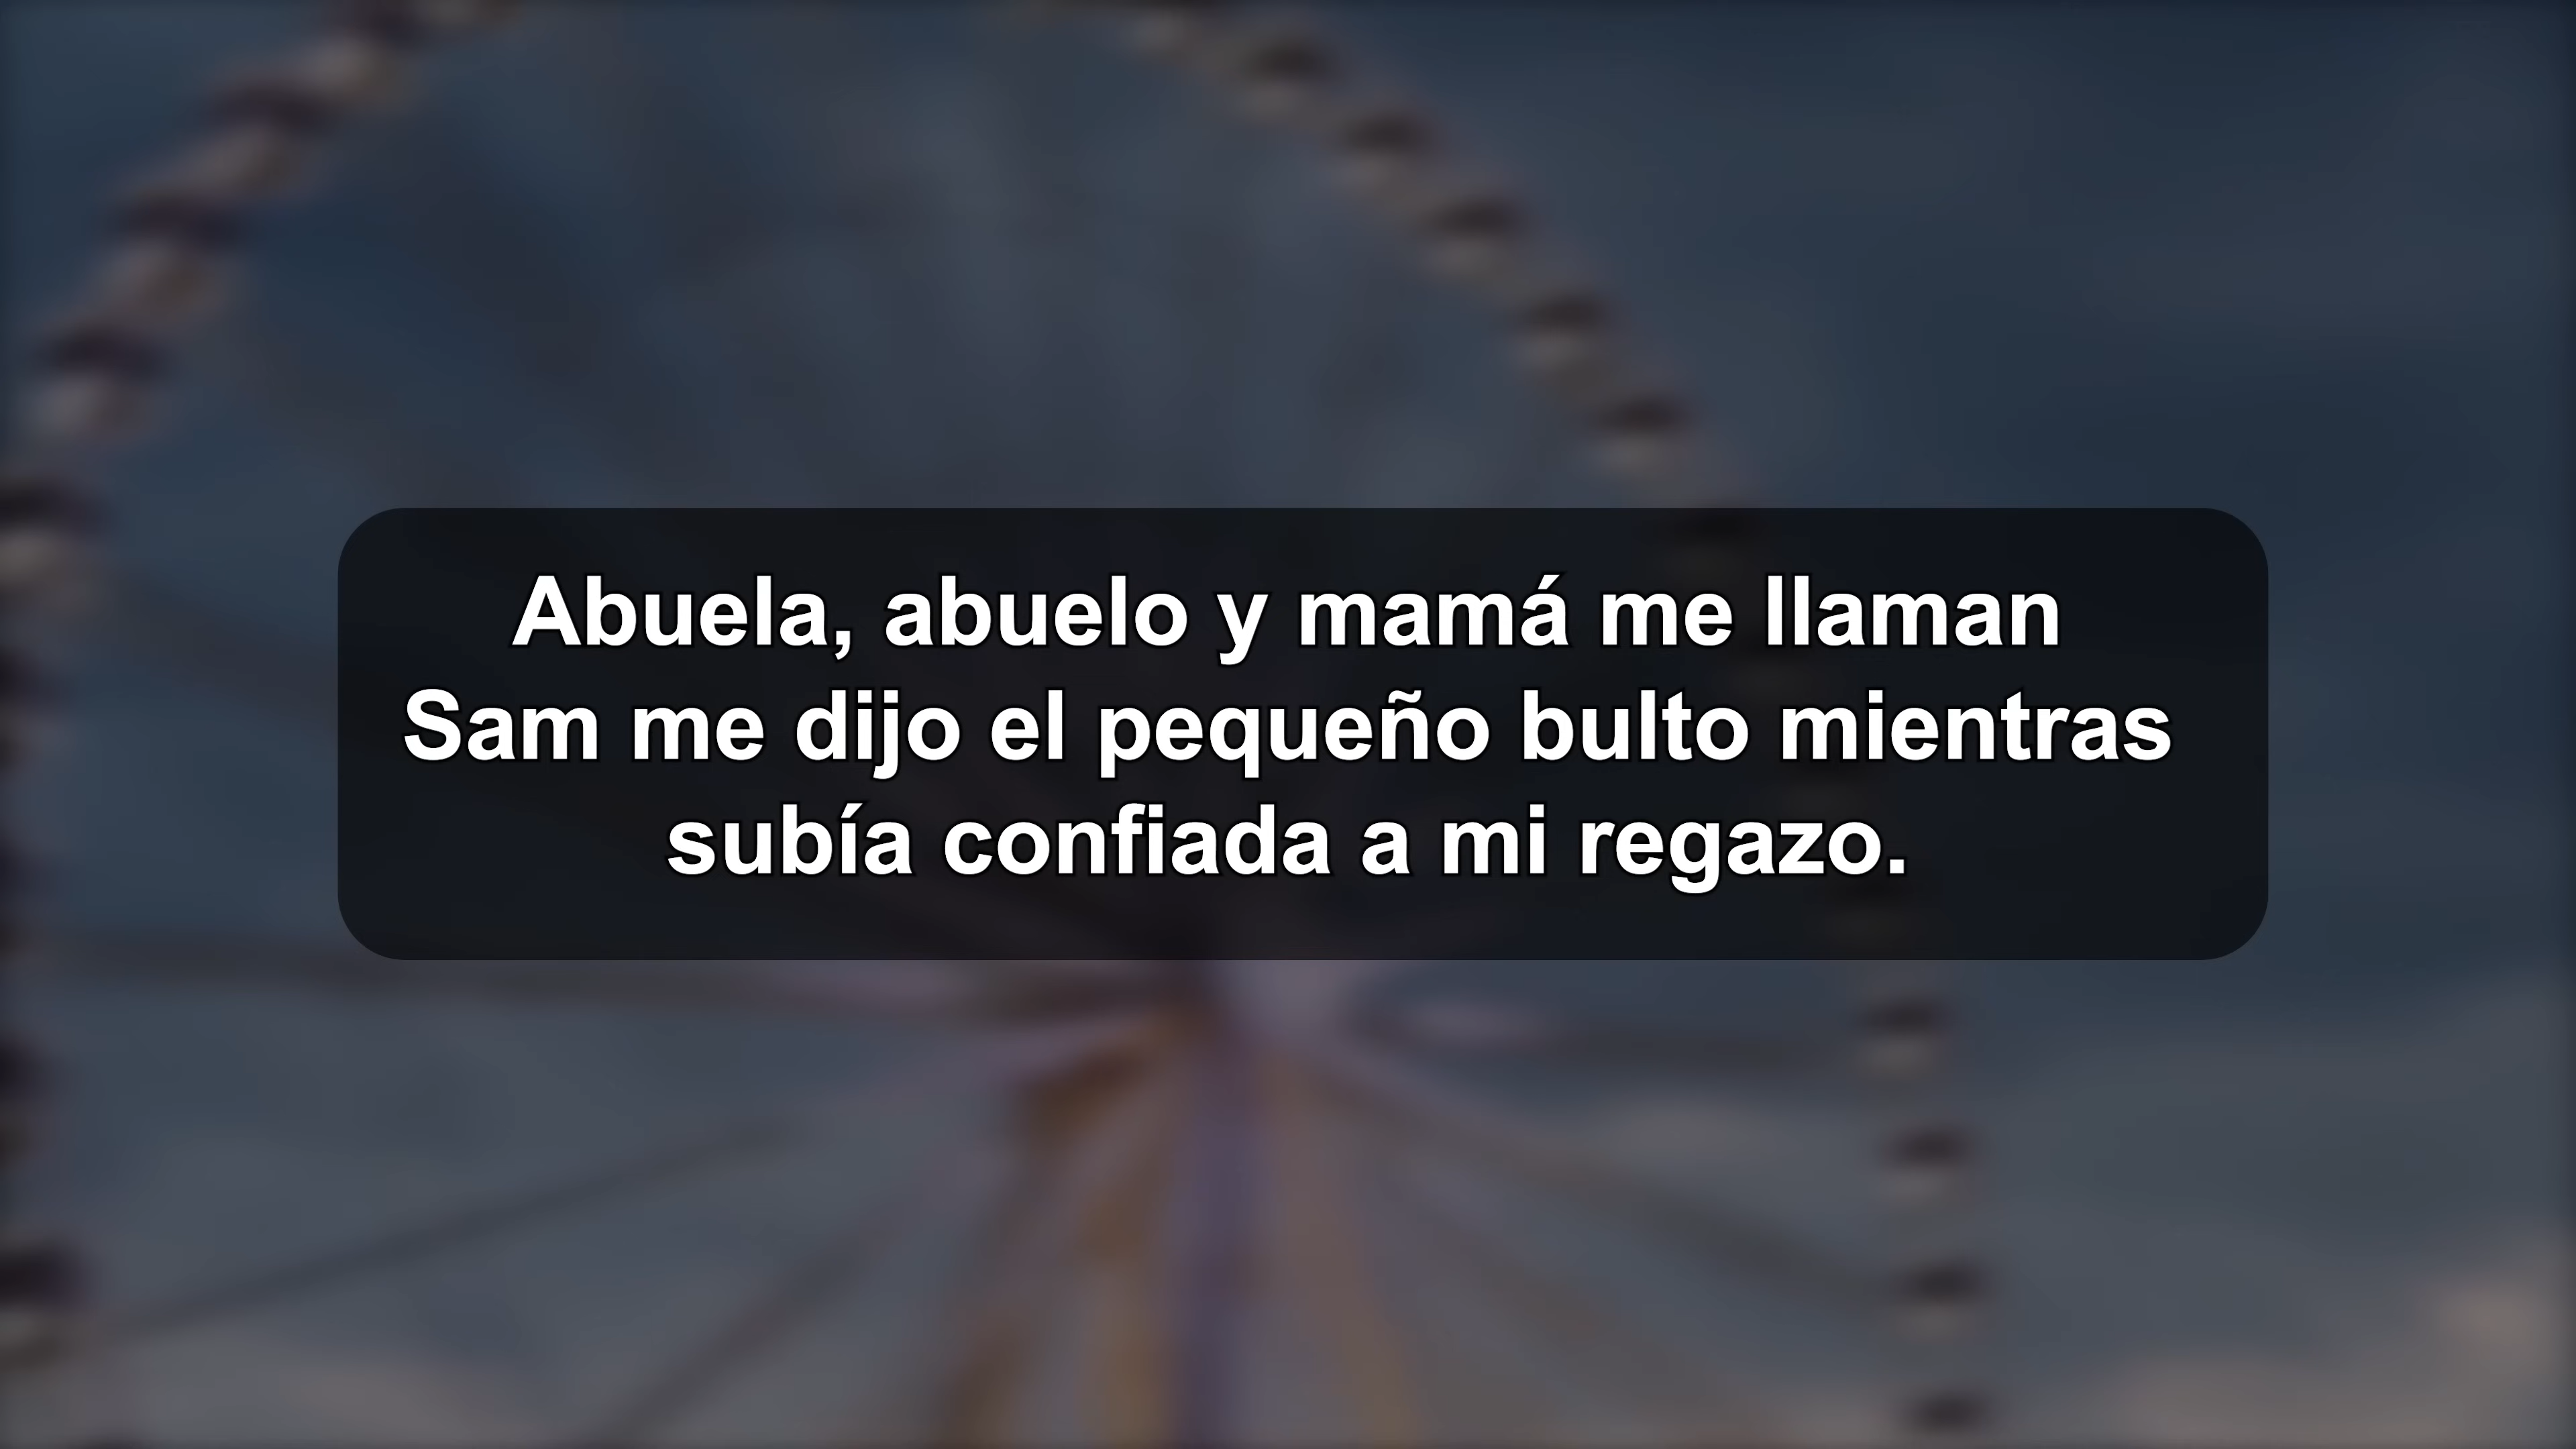 Abuela, abuelo y mamá me llaman
Sam me dijo el pequeño bulto mientras
subía confiada a mi regazo.